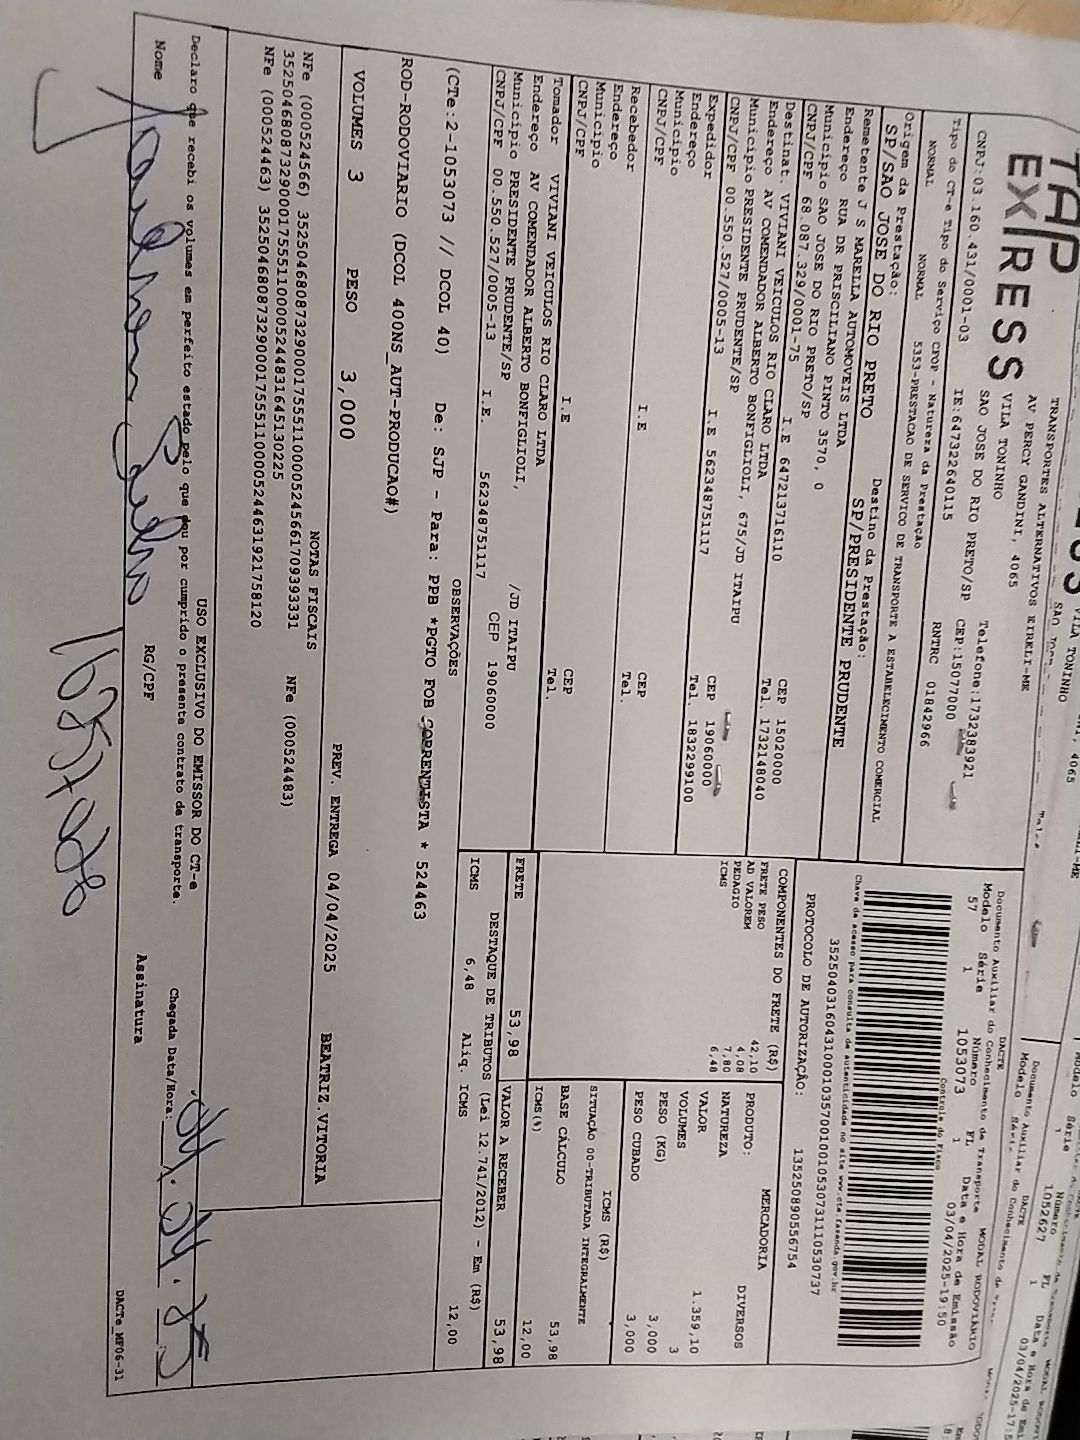 TAP
EXPRESS
TRANSPORTES ALTERNATIVOS EIRELI-ME
AV PERCY GANDINI, 4065
VILA TONINHO
SAO JOSE DO RIO PRETO/SP
Telefone:1732383921
CNPJ:03.160.431/0001-03 IE:647322640115 CEP:15077000
Tipo do CT-e Tipo do Serviço CFOP - Natureza da Prestação RNTRC 01842966
NORMAL NORMAL 5353-PRESTACAO DE SERVICO DE TRANSPORTE A ESTABELECIMENTO COMERCIAL
Origem da Prestação: Destino da Prestação:
SP/SAO JOSE DO RIO PRETO SP/PRESIDENTE PRUDENTE
DACTE MODAL RODOVIÁRIO
Documento Auxiliar do Conhecimento de Transporte
Modelo Série Número FL Data e Hora de Emissão
57 1 1053073 1 03/04/2025-19:50
Controle do Fisco
Chave de acesso para consulta de autenticidade no site www.cte.fazenda.gov.br
PROTOCOLO DE AUTORIZAÇÃO: 135250890556754
Remetente J S MARELLA AUTOMOVEIS LTDA
Endereço RUA DR PRISCILIANO PINTO 3570, 0
Município SAO JOSE DO RIO PRETO/SP CEP 15020000
CNPJ/CPF 68.087.329/0001-75 I.E 647213716110 Tel. 1732148040
Destinat. VIVIANI VEICULOS RIO CLARO LTDA
Endereço AV COMENDADOR ALBERTO BONFIGLIOLI, 675/JD ITAIPU
Município PRESIDENTE PRUDENTE/SP CEP 19060000
CNPJ/CPF 00.550.527/0005-13 I.E 562348751117 Tel. 1832299100
Expedidor
Endereço
Município CEP
CNPJ/CPF I.E Tel.
Recebedor
Endereço
Município CEP
CNPJ/CPF I.E Tel.
Tomador VIVIANI VEICULOS RIO CLARO LTDA
Endereço AV COMENDADOR ALBERTO BONFIGLIOLI, /JD ITAIPU
Município PRESIDENTE PRUDENTE/SP CEP 19060000
CNPJ/CPF 00.550.527/0005-13 I.E. 562348751117
COMPONENTES DO FRETE (R$)
FRETE PESO 42,10
AD VALOREM 4,08
PEDAGIO 7,80
ICMS 6,48
FRETE 53,98
PRODUTO: MERCADORIA
NATUREZA DIVERSOS
VALOR 1.359,10
VOLUMES 3
PESO (KG) 3,000
PESO CUBADO 3,000
ICMS (R$)
SITUAÇÃO 00-TRIBUTADA INTEGRALMENTE
BASE CÁLCULO 53,98
ICMS(%) 12,00
VALOR A RECEBER 53,98
DESTAQUE DE TRIBUTOS (Lei 12.741/2012) - Em (R$)
ICMS 6,48 Aliq. ICMS 12,00
OBSERVAÇÕES
(CTe:2-1053073 // DCOL 40) De: SJP - Para: PPB *PGTO FOB CORRENTISTA * 524463
ROD-RODOVIARIO (DCOL 400NS_AUT-PRODUCAO#)
VOLUMES 3 PESO 3,000 PREV. ENTREGA 04/04/2025 BEATRIZ.VITORIA
NOTAS FISCAIS
NFe (000524566) 35250468087329000175551100005245661709393331 NFe (000524483)
35250468087329000175551100005244831645130225
NFe (000524463) 35250468087329000175551100005244631921758120
USO EXCLUSIVO DO EMISSOR DO CT-e
Declaro que recebi os volumes em perfeito estado pelo que dou por cumprido o presente contrato de transporte.
Chegada Data/Hora: 04.04.25
Nome RG/CPF Assinatura
DACTe_MF06-31